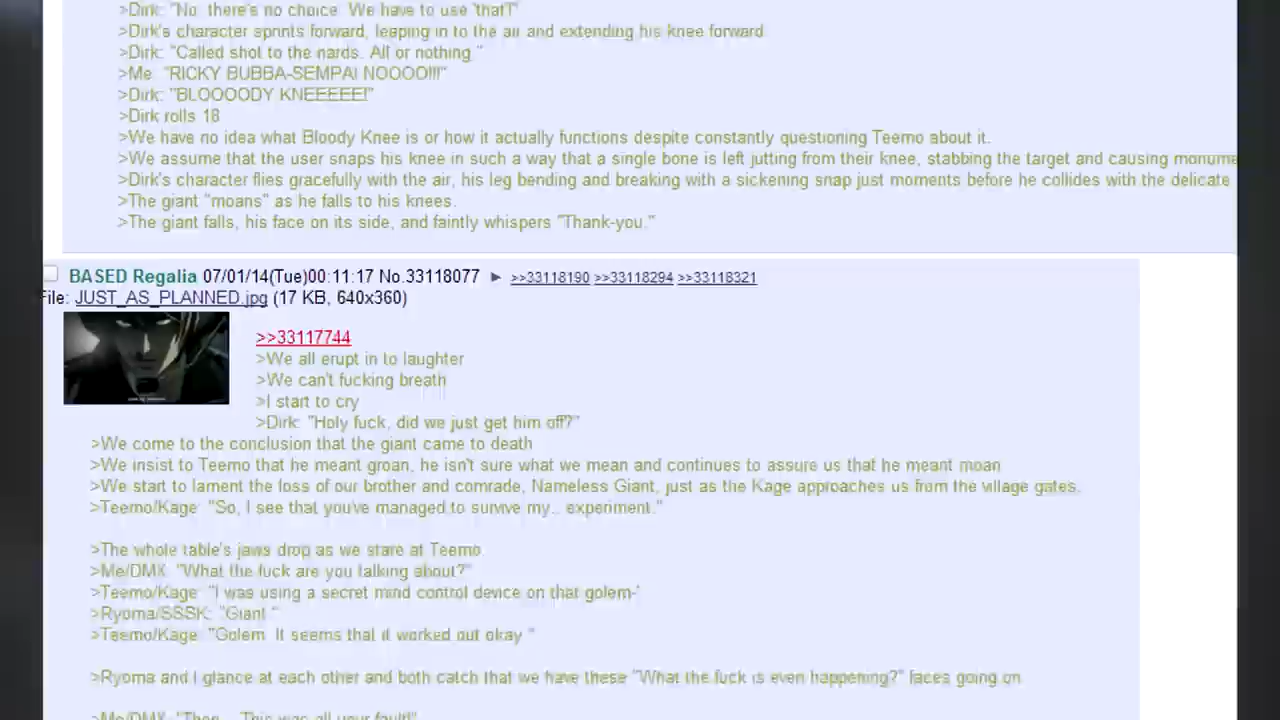 >Dirk: "No, there's no choice. We have to use 'that'!"
>Dirk's character sprints forward, leaping in to the air and extending his knee forward.
>Dirk: "Called shot to the nards. All or nothing."
>Me: "RICKY BUBBA-SEMPAI NOOOO!!!"
>Dirk: "BLOOOODY KNEEEEE!"
>Dirk rolls 18
>We have no idea what Bloody Knee is or how it actually functions despite constantly questioning Teemo about it.
>We assume that the user snaps his knee in such a way that a single bone is left jutting from their knee, stabbing the target and causing monume
>Dirk's character flies gracefully with the air, his leg bending and breaking with a sickening snap just moments before he collides with the delicate
>The giant "moans" as he falls to his knees.
>The giant falls, his face on its side, and faintly whispers "Thank-you."
BASED Regalia 07/01/14(Tue)00:11:17 No.33118077 ► >>33118190 >>33118294 >>33118321
File: JUST_AS_PLANNED.jpg (17 KB, 640x360)
>>33117744
>We all erupt in to laughter
>We can't fucking breath
>I start to cry
>Dirk: "Holy fuck, did we just get him off?"
>We come to the conclusion that the giant came to death
>We insist to Teemo that he meant groan, he isn't sure what we mean and continues to assure us that he meant moan
>We start to lament the loss of our brother and comrade, Nameless Giant, just as the Kage approaches us from the village gates.
>Teemo/Kage: "So, I see that you've managed to survive my.. experiment."
>The whole table's jaws drop as we stare at Teemo
>Me/DMX: "What the fuck are you talking about?"
>Teemo/Kage: "I was using a secret mind control device on that golem-"
>Ryoma/SSSK: "Giant."
>Teemo/Kage: "Golem. It seems that it worked out okay."
>Ryoma and I glance at each other and both catch that we have these "What the fuck is even happening?" faces going on
>Me/DMX: "Then... This was all your fault!"